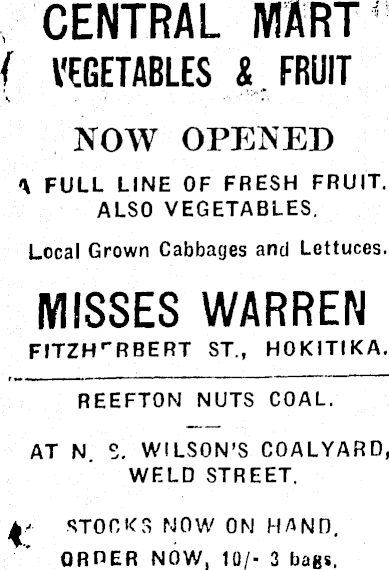 CENTRAL MART
VEGETABLES & FRUIT
NOW OPENED
A FULL LINE OF FRESH FRUIT.
ALSO VEGETABLES.
Local Grown Cabbages and Lettuces.
MISSES WARREN
FITZHERBERT ST., HOKITIKA.
REEFTON NUTS COAL.
AT N. S. WILSON'S COALYARD,
WELD STREET.
STOCKS NOW ON HAND.
ORDER NOW, 10/- 3 bags.